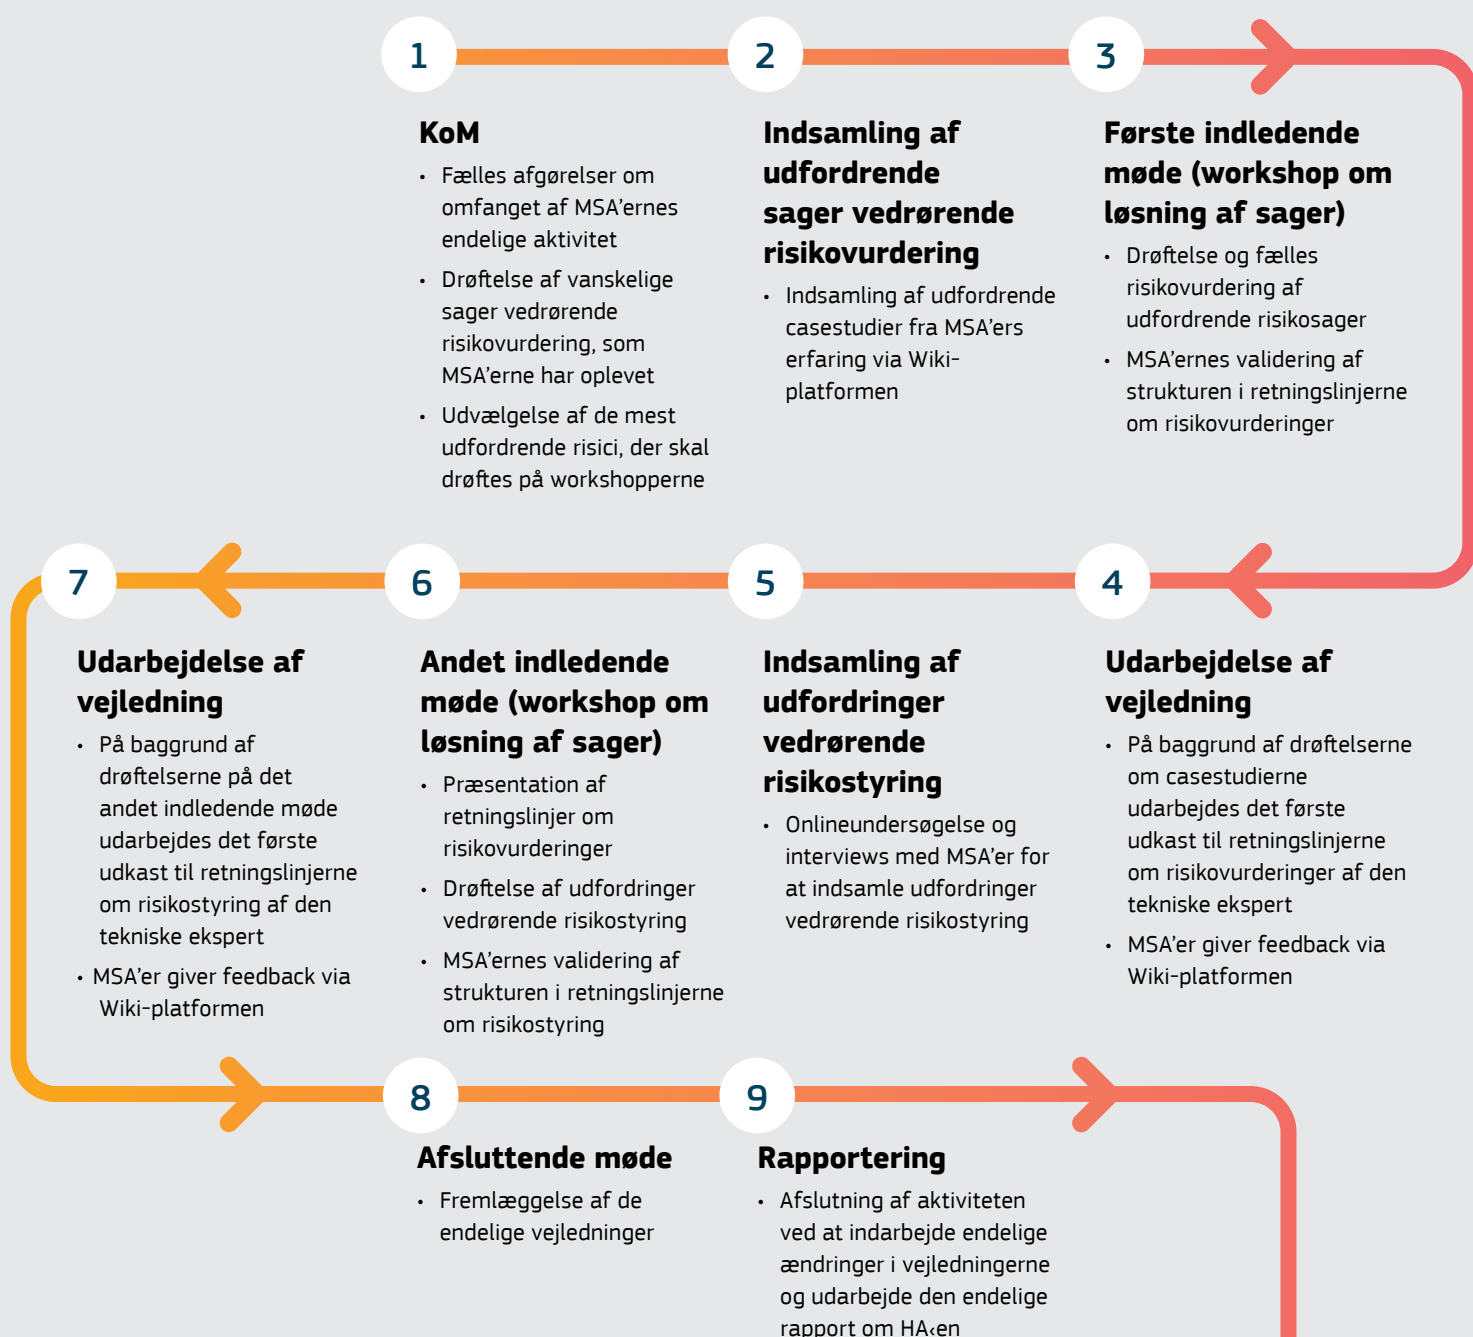 1
KoM
• Fælles afgørelser om
omfanget af MSA’ernes
endelige aktivitet
• Drøftelse af vanskelige
sager vedrørende
risikovurdering, som
MSA’erne har oplevet
• Udvælgelse af de mest
udfordrende risici, der skal
drøftes på workshopperne
2
Indsamling af
udfordrende
sager vedrørende
risikovurdering
• Indsamling af udfordrende
casestudier fra MSA’ers
erfaring via Wiki-
platformen
3
Første indledende
møde (workshop om
løsning af sager)
• Drøftelse og fælles
risikovurdering af
udfordrende risikosager
• MSA’ernes validering af
strukturen i retningslinjerne
om risikovurderinger
4
Udarbejdelse af
vejledning
• På baggrund af drøftelserne
om casestudierne
udarbejdes det første
udkast til retningslinjerne
om risikovurderinger af den
tekniske ekspert
• MSA’er giver feedback via
Wiki-platformen
5
Indsamling af
udfordringer
vedrørende
risikostyring
• Onlineundersøgelse og
interviews med MSA’er for
at indsamle udfordringer
vedrørende risikostyring
6
Andet indledende
møde (workshop om
løsning af sager)
• Præsentation af
retningslinjer om
risikovurderinger
• Drøftelse af udfordringer
vedrørende risikostyring
• MSA’ernes validering af
strukturen i retningslinjerne
om risikostyring
7
Udarbejdelse af
vejledning
• På baggrund af
drøftelserne på det
andet indledende møde
udarbejdes det første
udkast til retningslinjerne
om risikostyring af den
tekniske ekspert
• MSA’er giver feedback via
Wiki-platformen
8
Afsluttende møde
• Fremlæggelse af de
endelige vejledninger
9
Rapportering
• Afslutning af aktiviteten
ved at indarbejde endelige
ændringer i vejledningerne
og udarbejde den endelige
rapport om HA‹en